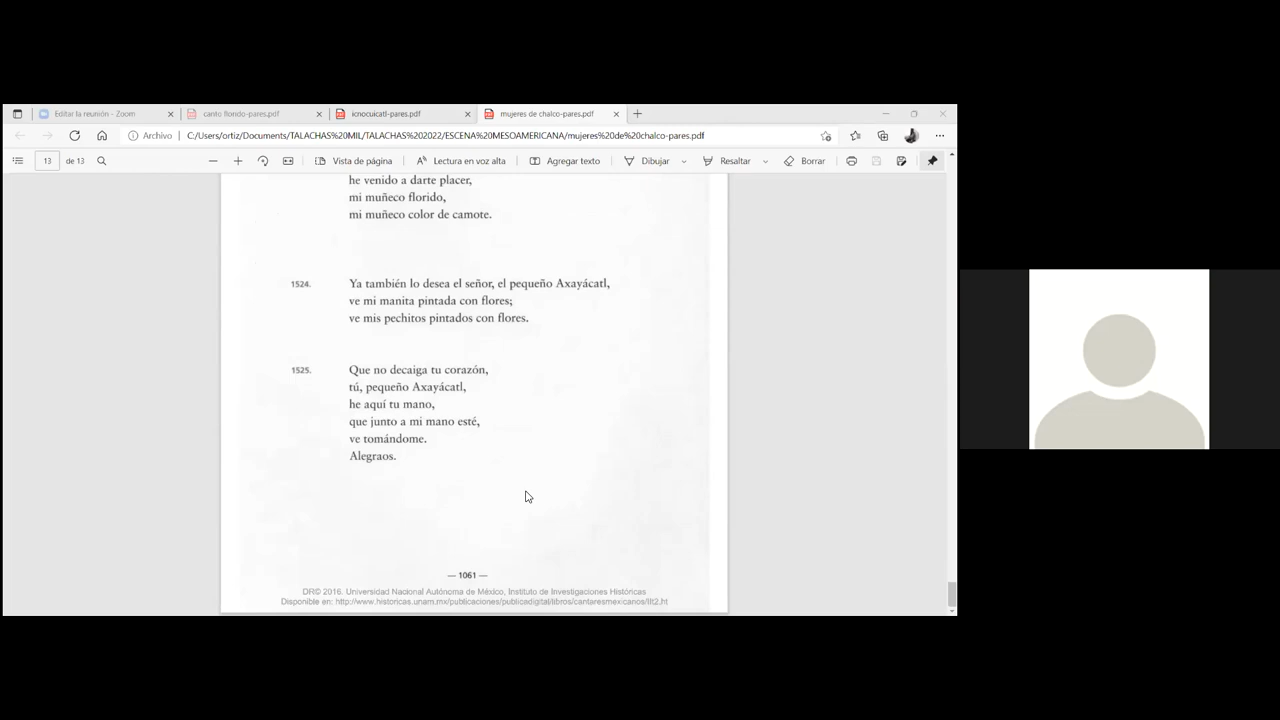 Editar la reunión - Zoom
canto florido-pares.pdf
icnocuicatl-pares.pdf
mujeres de chalco-pares.pdf
Archivo
C:/Users/ortiz/Documents/TALACHAS%20MIL/TALACHAS%202022/ESCENA%20MESOAMERICANA/mujeres%20de%20chalco-pares.pdf
13 de 13
Vista de página
Lectura en voz alta
Agregar texto
Dibujar
Resaltar
Borrar
he venido a darte placer,
mi muñeco florido,
mi muñeco color de camote.
1524. Ya también lo desea el señor, el pequeño Axayácatl,
ve mi manita pintada con flores;
ve mis pechitos pintados con flores.
1525. Que no decaiga tu corazón,
tú, pequeño Axayácatl,
he aquí tu mano,
que junto a mi mano esté,
ve tomándome.
Alegraos.
— 1061 —
DR© 2016. Universidad Nacional Autónoma de México, Instituto de Investigaciones Históricas
Disponible en: http://www.historicas.unam.mx/publicaciones/publicadigital/libros/cantaresmexicanos/IIt2.ht